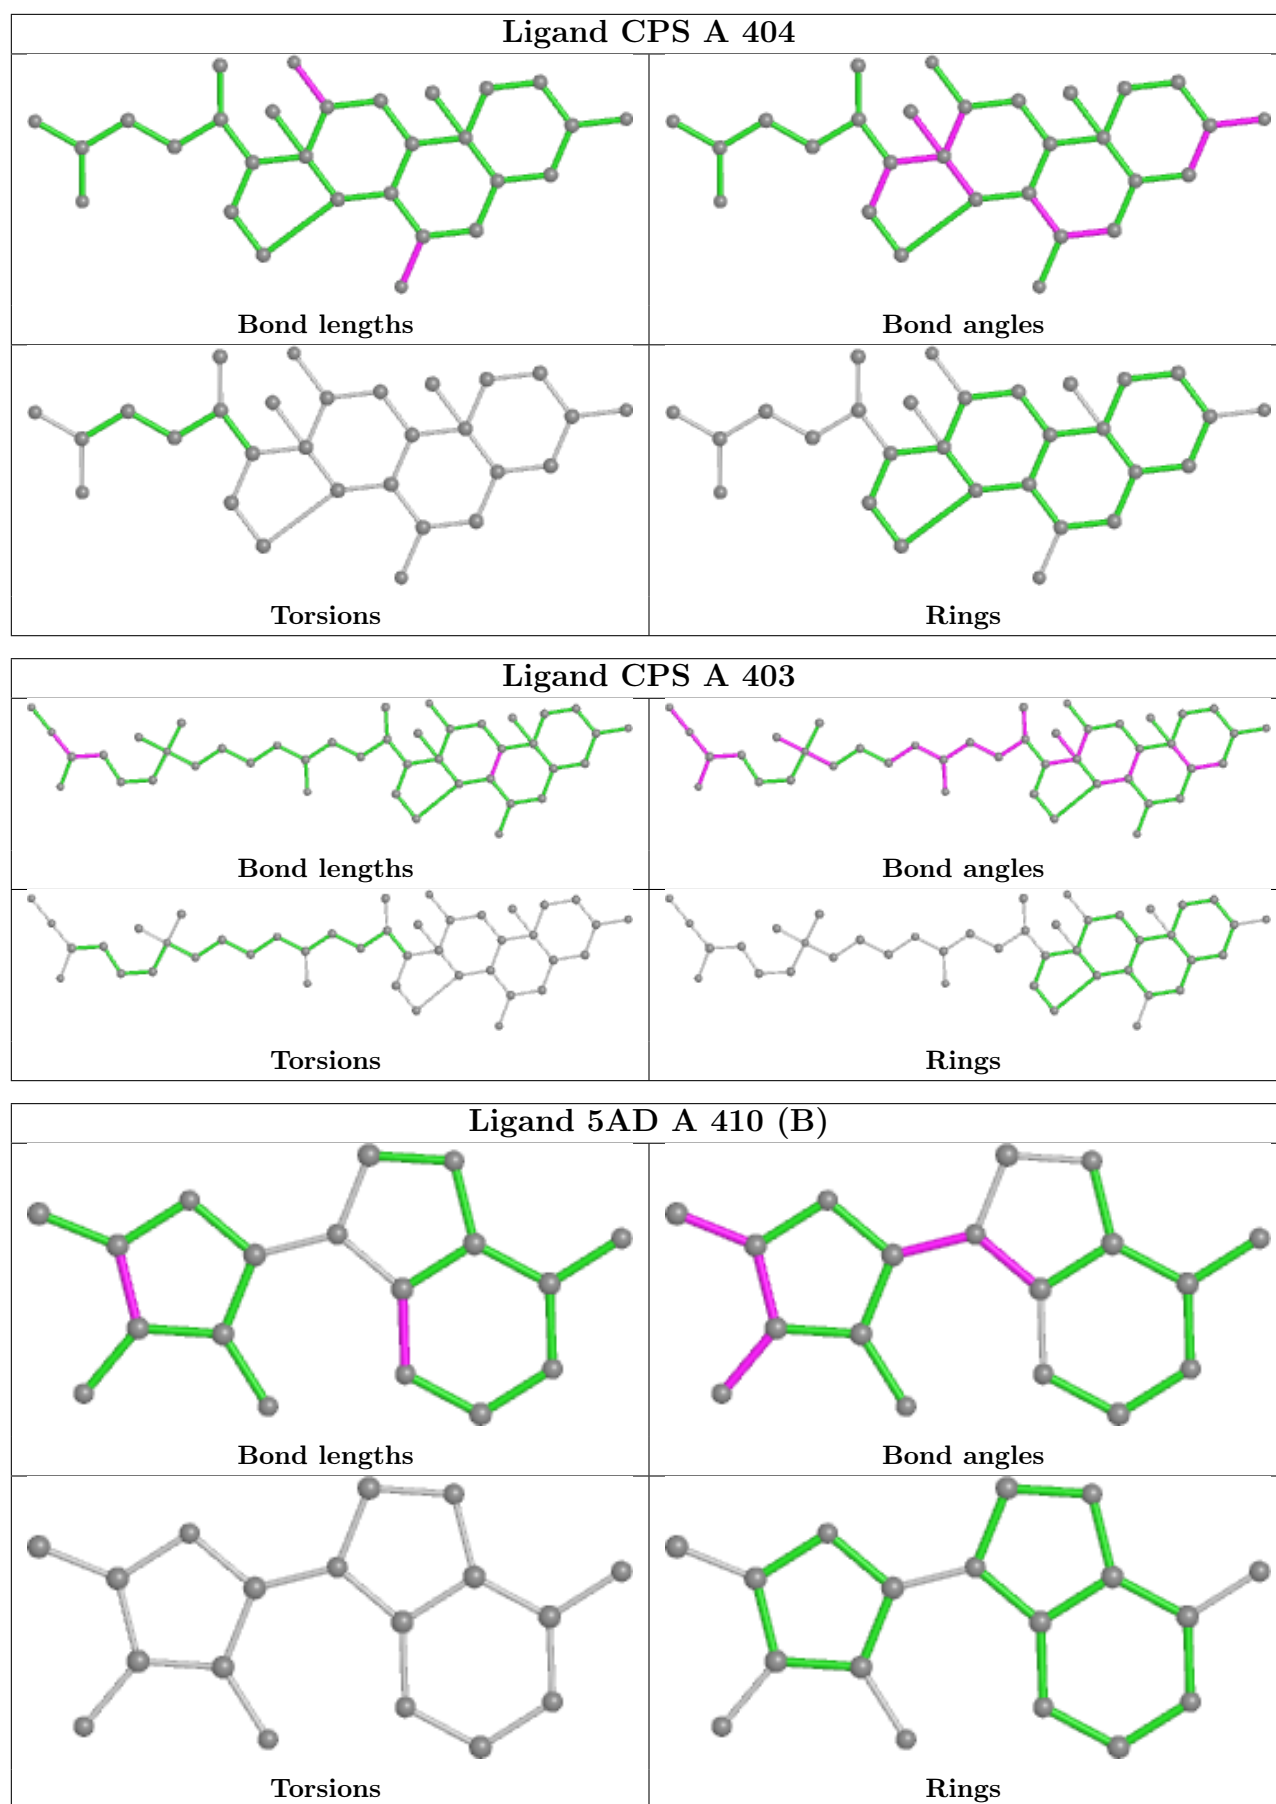 Ligand CPS A 404
Bond lengths
Bond angles
Torsions
Rings
Ligand CPS A 403
Bond lengths
Bond angles
Torsions
Rings
Ligand 5AD A 410 (B)
Bond lengths
Bond angles
Torsions
Rings